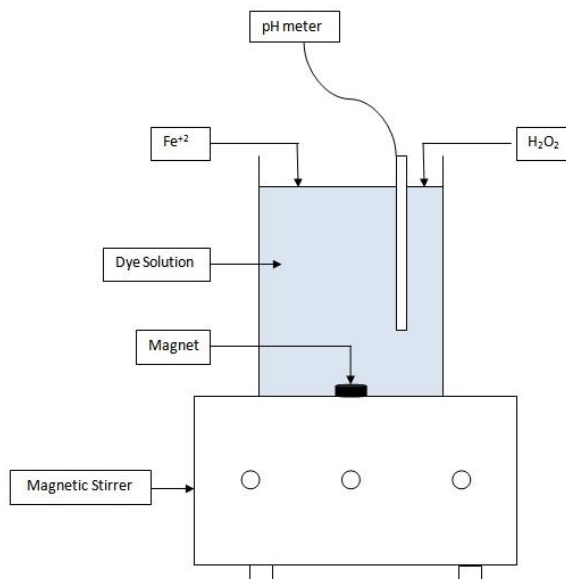 pH meter
Fe⁺²
H₂O₂
Dye Solution
Magnet
Magnetic Stirrer